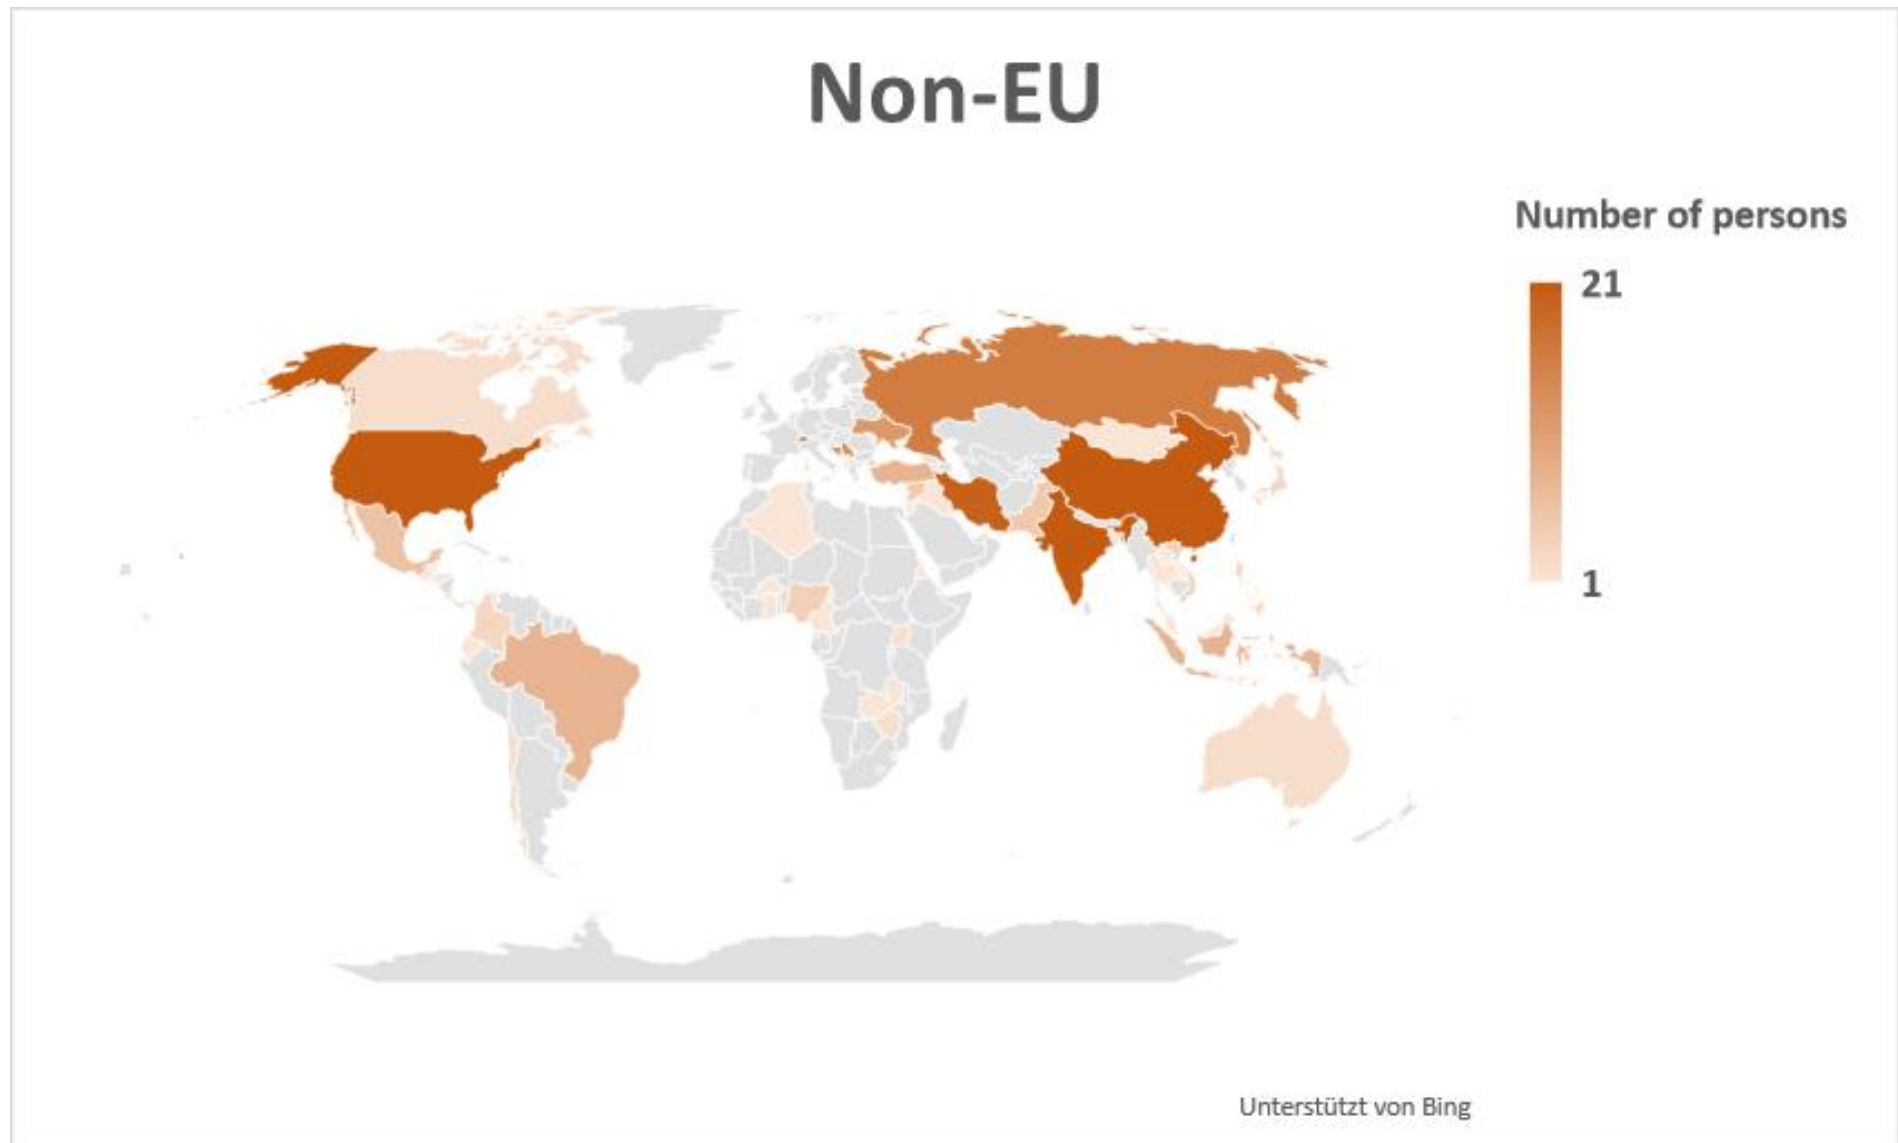 Non-EU
Number of persons
21
1
Unterstützt von Bing